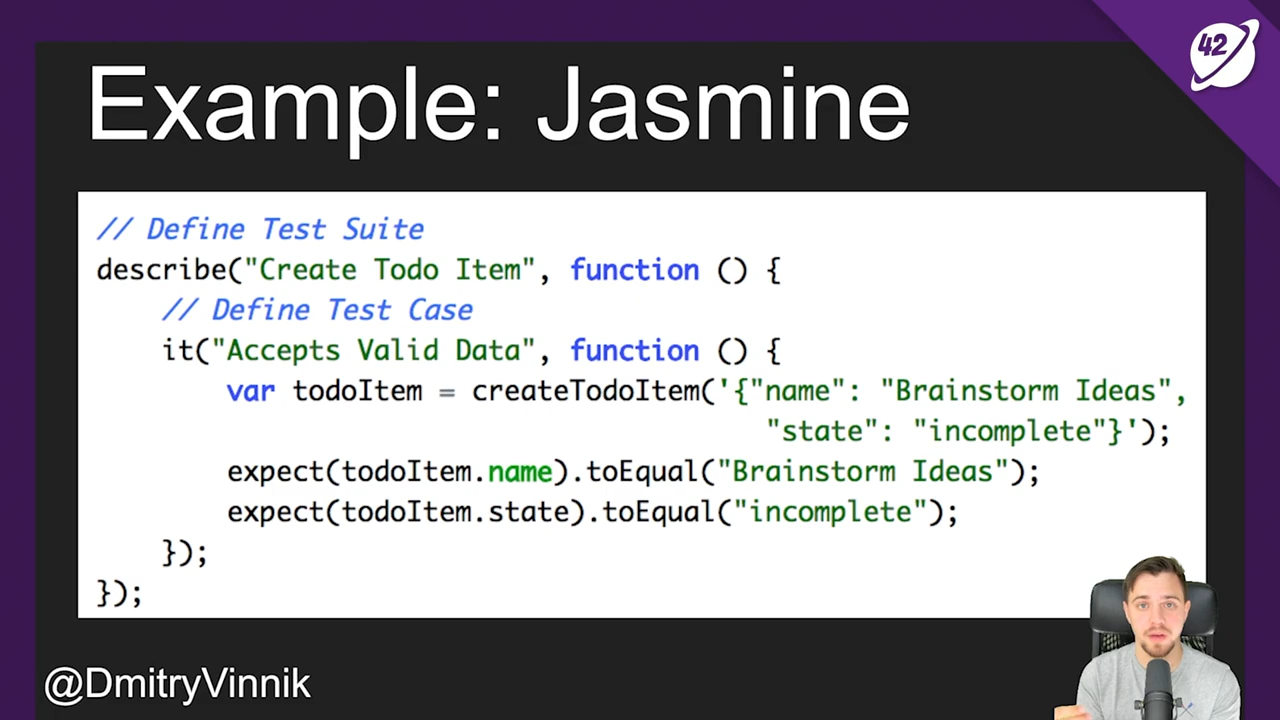 42
Example: Jasmine
// Define Test Suite
describe("Create Todo Item", function () {
// Define Test Case
it("Accepts Valid Data", function () {
var todoItem = createTodoItem('{"name": "Brainstorm Ideas",
"state": "incomplete"}');
expect(todoItem.name).toEqual("Brainstorm Ideas");
expect(todoItem.state).toEqual("incomplete");
});
});
@DmitryVinnik